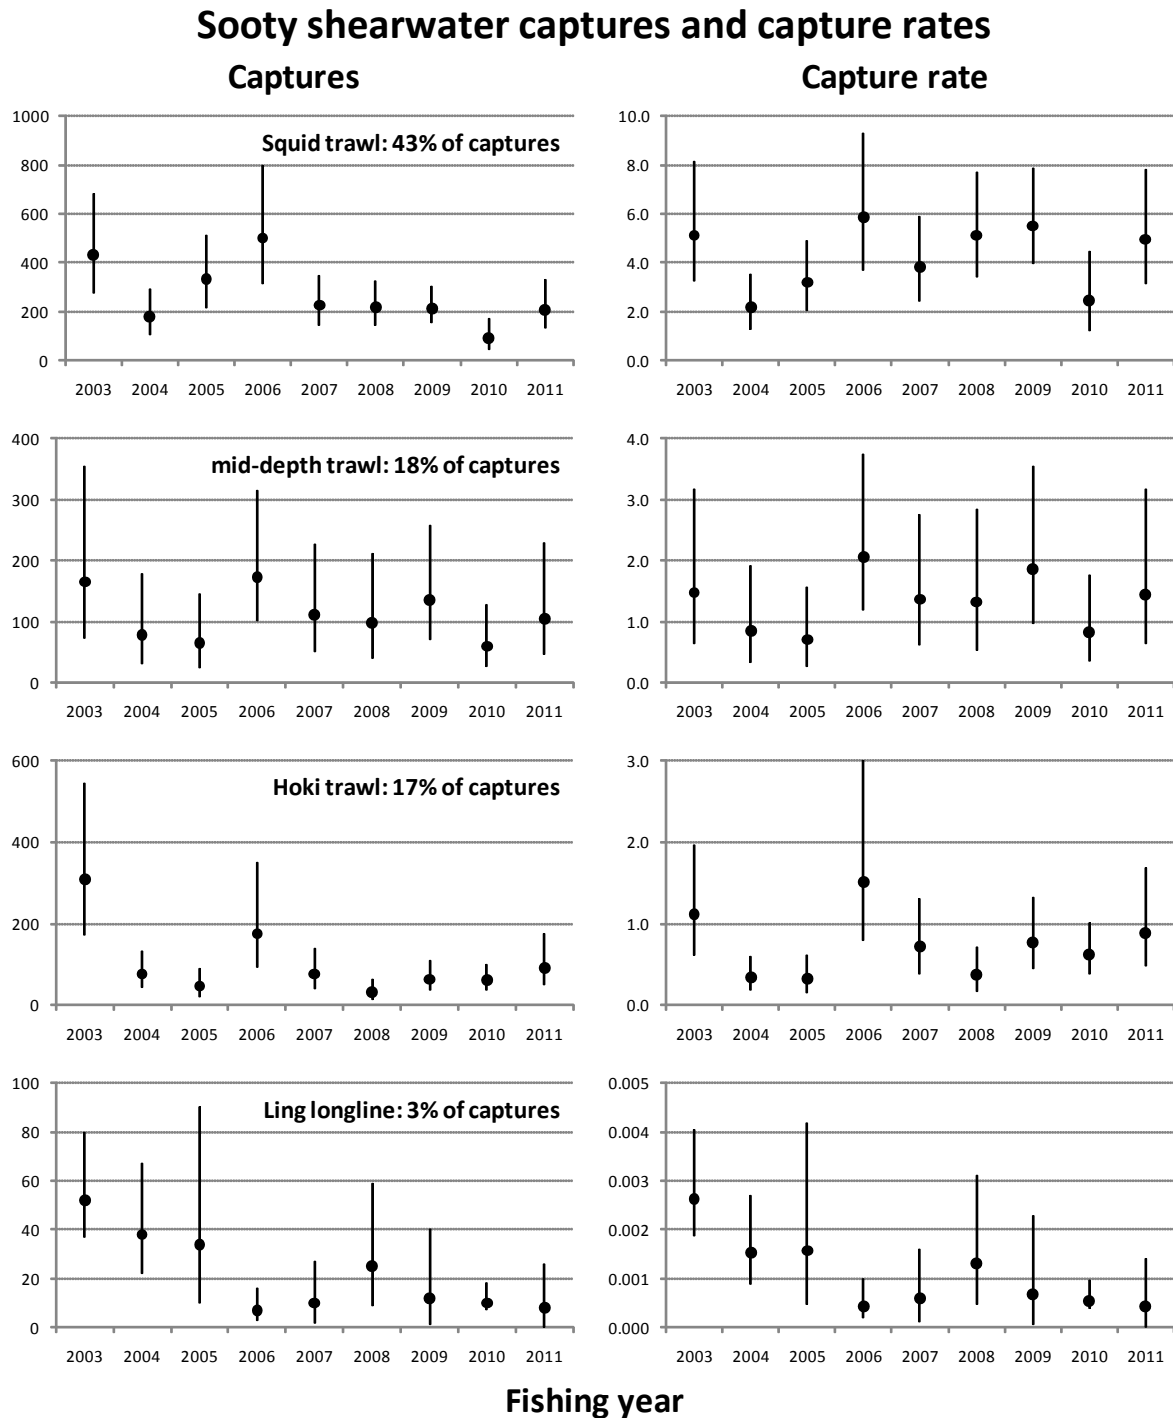 Sooty shearwater captures and capture rates
Captures
Capture rate
1000
800
600
400
200
0
Squid trawl: 43% of captures
2003 2004 2005 2006 2007 2008 2009 2010 2011
10.0
8.0
6.0
4.0
2.0
0.0
2003 2004 2005 2006 2007 2008 2009 2010 2011
400
300
200
100
0
mid-depth trawl: 18% of captures
2003 2004 2005 2006 2007 2008 2009 2010 2011
4.0
3.0
2.0
1.0
0.0
2003 2004 2005 2006 2007 2008 2009 2010 2011
600
400
200
0
Hoki trawl: 17% of captures
2003 2004 2005 2006 2007 2008 2009 2010 2011
3.0
2.0
1.0
0.0
2003 2004 2005 2006 2007 2008 2009 2010 2011
100
80
60
40
20
0
Ling longline: 3% of captures
2003 2004 2005 2006 2007 2008 2009 2010 2011
0.005
0.004
0.003
0.002
0.001
0.000
2003 2004 2005 2006 2007 2008 2009 2010 2011
Fishing year